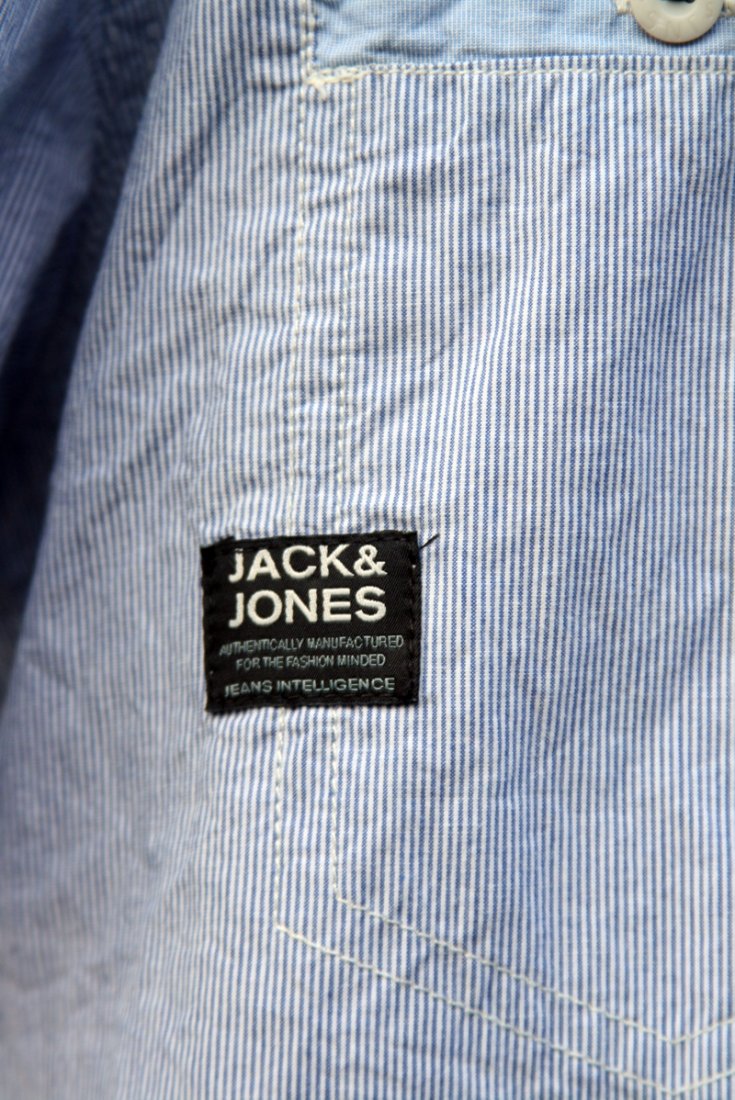 JACK&
JONES
AUTHENTICALLY MANUFACTURED
FOR THE FASHION MINDED
JEANS INTELLIGENCE